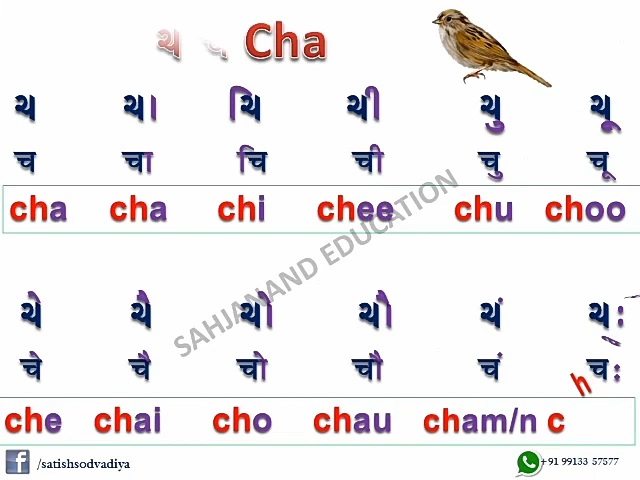 ચ च Cha
ચ ચા ચિ ચી ચુ ચૂ
च चा चि ची चु चू
cha cha chi chee chu choo
ચે ચૈ ચો ચૌ ચં ચઃ
चे चै चो चौ चं चः
che chai cho chau cham/n c
h
SAHJANAND EDUCATION
/satishsodvadiya
+91 99133 57577